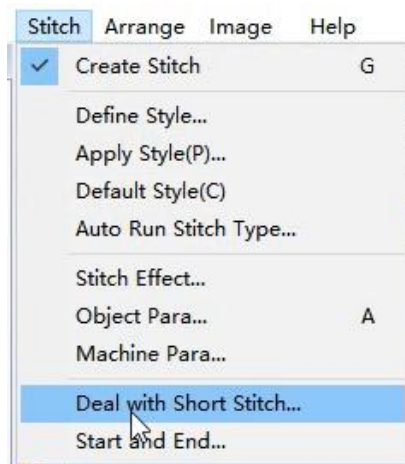 Stitch Arrange Image Help
Create Stitch G
Define Style...
Apply Style(P)...
Default Style(C)
Auto Run Stitch Type...
Stitch Effect...
Object Para... A
Machine Para...
Deal with Short Stitch...
Start and End...